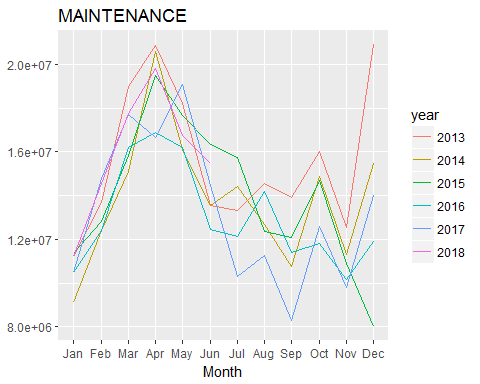 MAINTENANCE
2.0e+07
1.6e+07
1.2e+07
8.0e+06
Jan Feb Mar Apr May Jun Jul Aug Sep Oct Nov Dec
Month
year
2013
2014
2015
2016
2017
2018